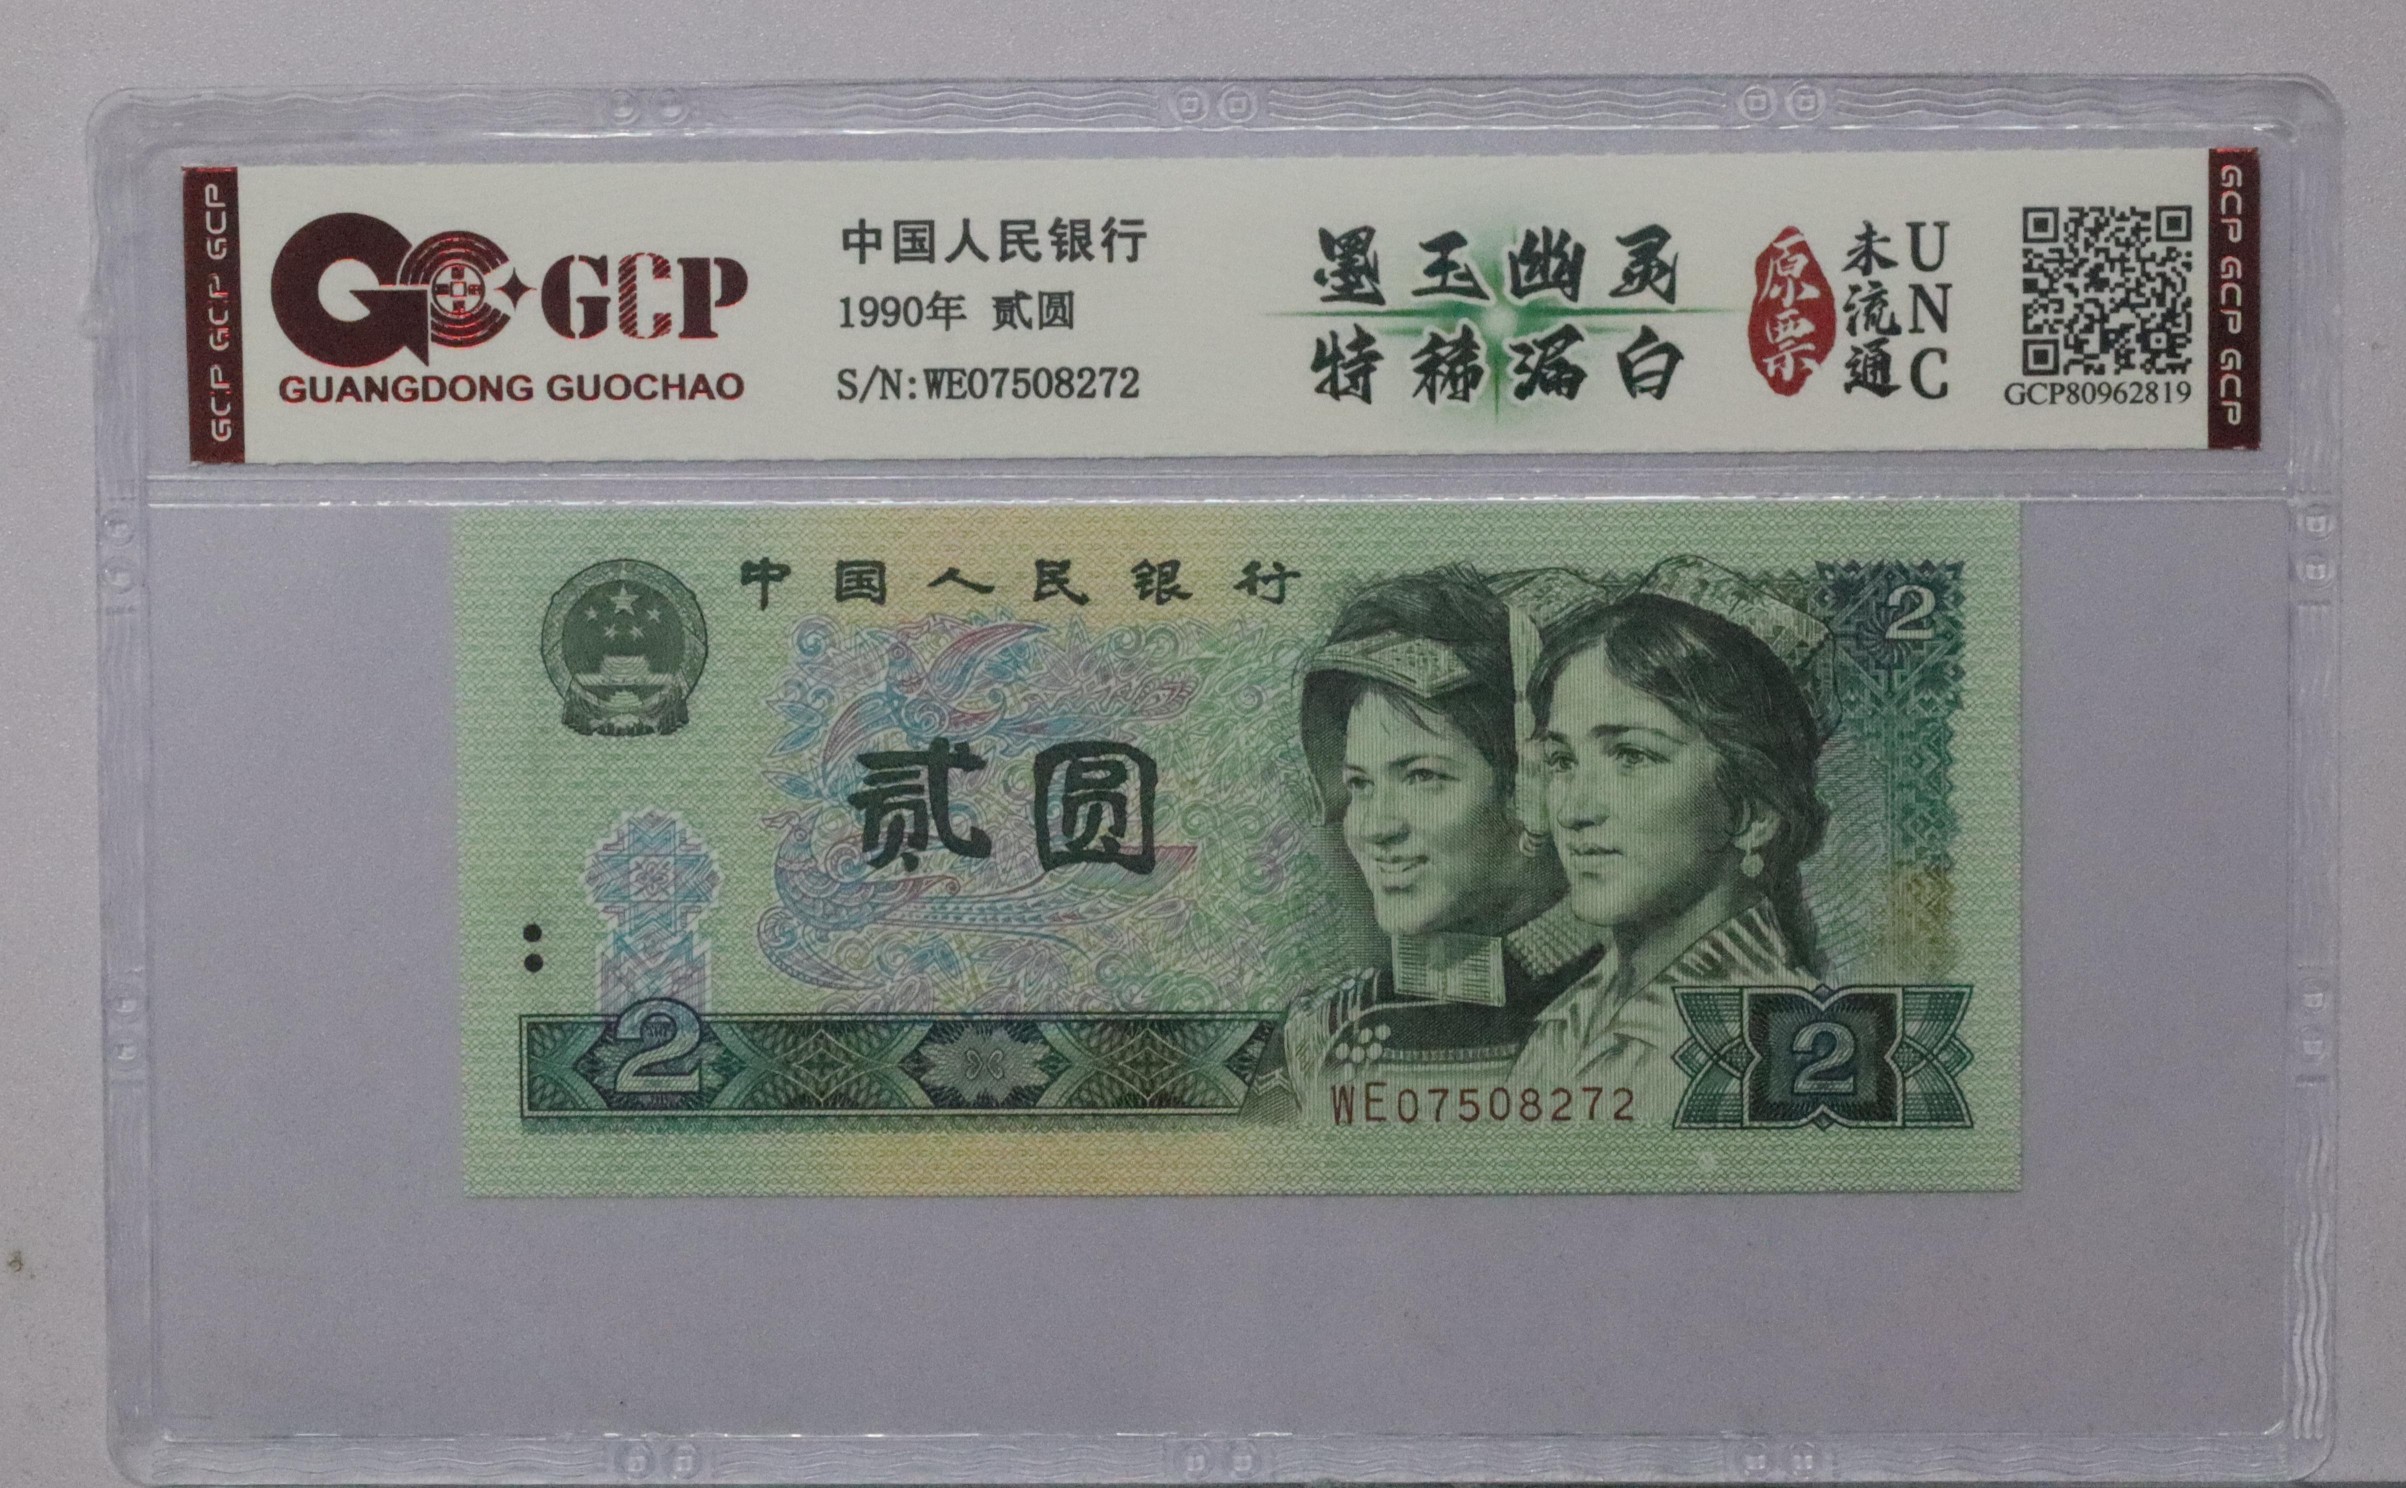 GCP GCP GCP
GCP
GUANGDONG GUOCHAO
中国人民银行
1990年 贰圆
S/N:WE07508272
墨玉幽灵
特稀漏白
原票
未流通
UNC
GCP80962819
GCP GCP GCP
中国人民银行
2
贰圆
2
WE07508272
2